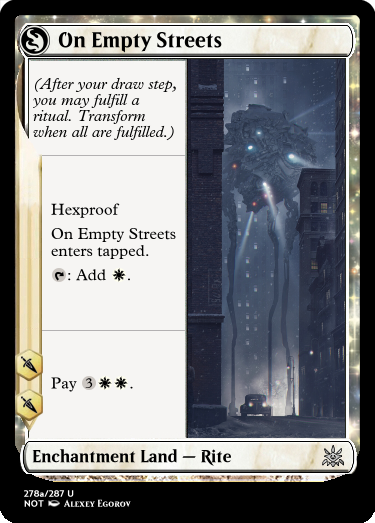 On Empty Streets
(After your draw step,
you may fulfill a
ritual. Transform
when all are fulfilled.)
Hexproof
On Empty Streets
enters tapped.
: Add .
Pay 3.
Enchantment Land — Rite
278a/287 U
NOT Alexey Egorov